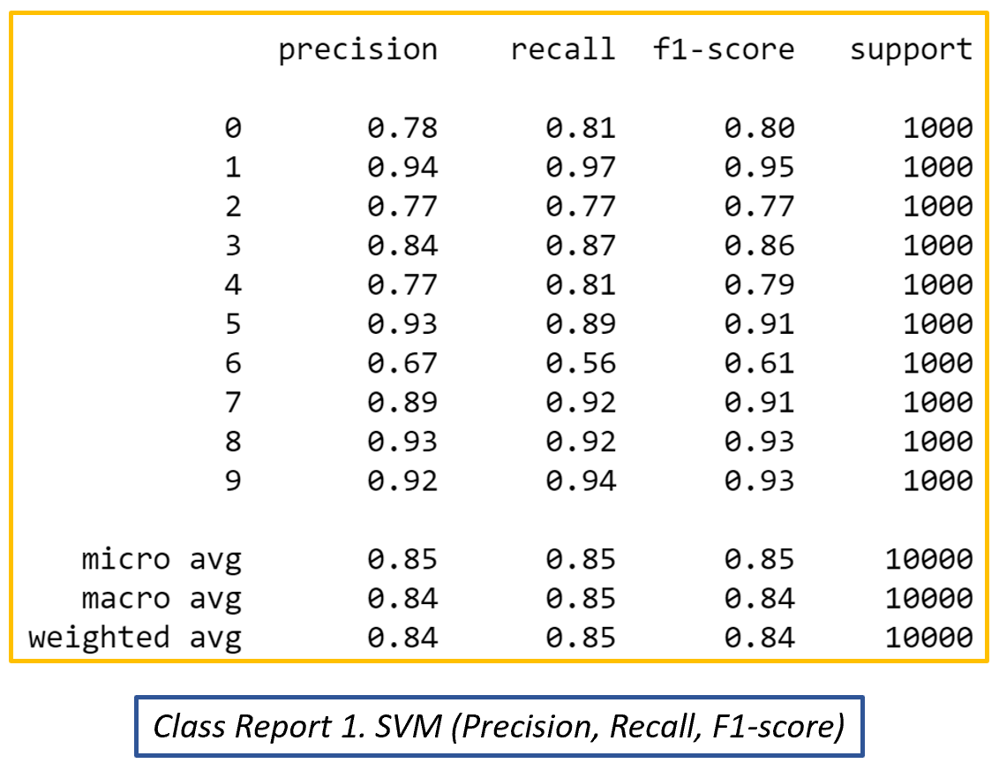 precision recall f1-score support
0 0.78 0.81 0.80 1000
1 0.94 0.97 0.95 1000
2 0.77 0.77 0.77 1000
3 0.84 0.87 0.86 1000
4 0.77 0.81 0.79 1000
5 0.93 0.89 0.91 1000
6 0.67 0.56 0.61 1000
7 0.89 0.92 0.91 1000
8 0.93 0.92 0.93 1000
9 0.92 0.94 0.93 1000
micro avg 0.85 0.85 0.85 10000
macro avg 0.84 0.85 0.84 10000
weighted avg 0.84 0.85 0.84 10000
Class Report 1. SVM (Precision, Recall, F1-score)